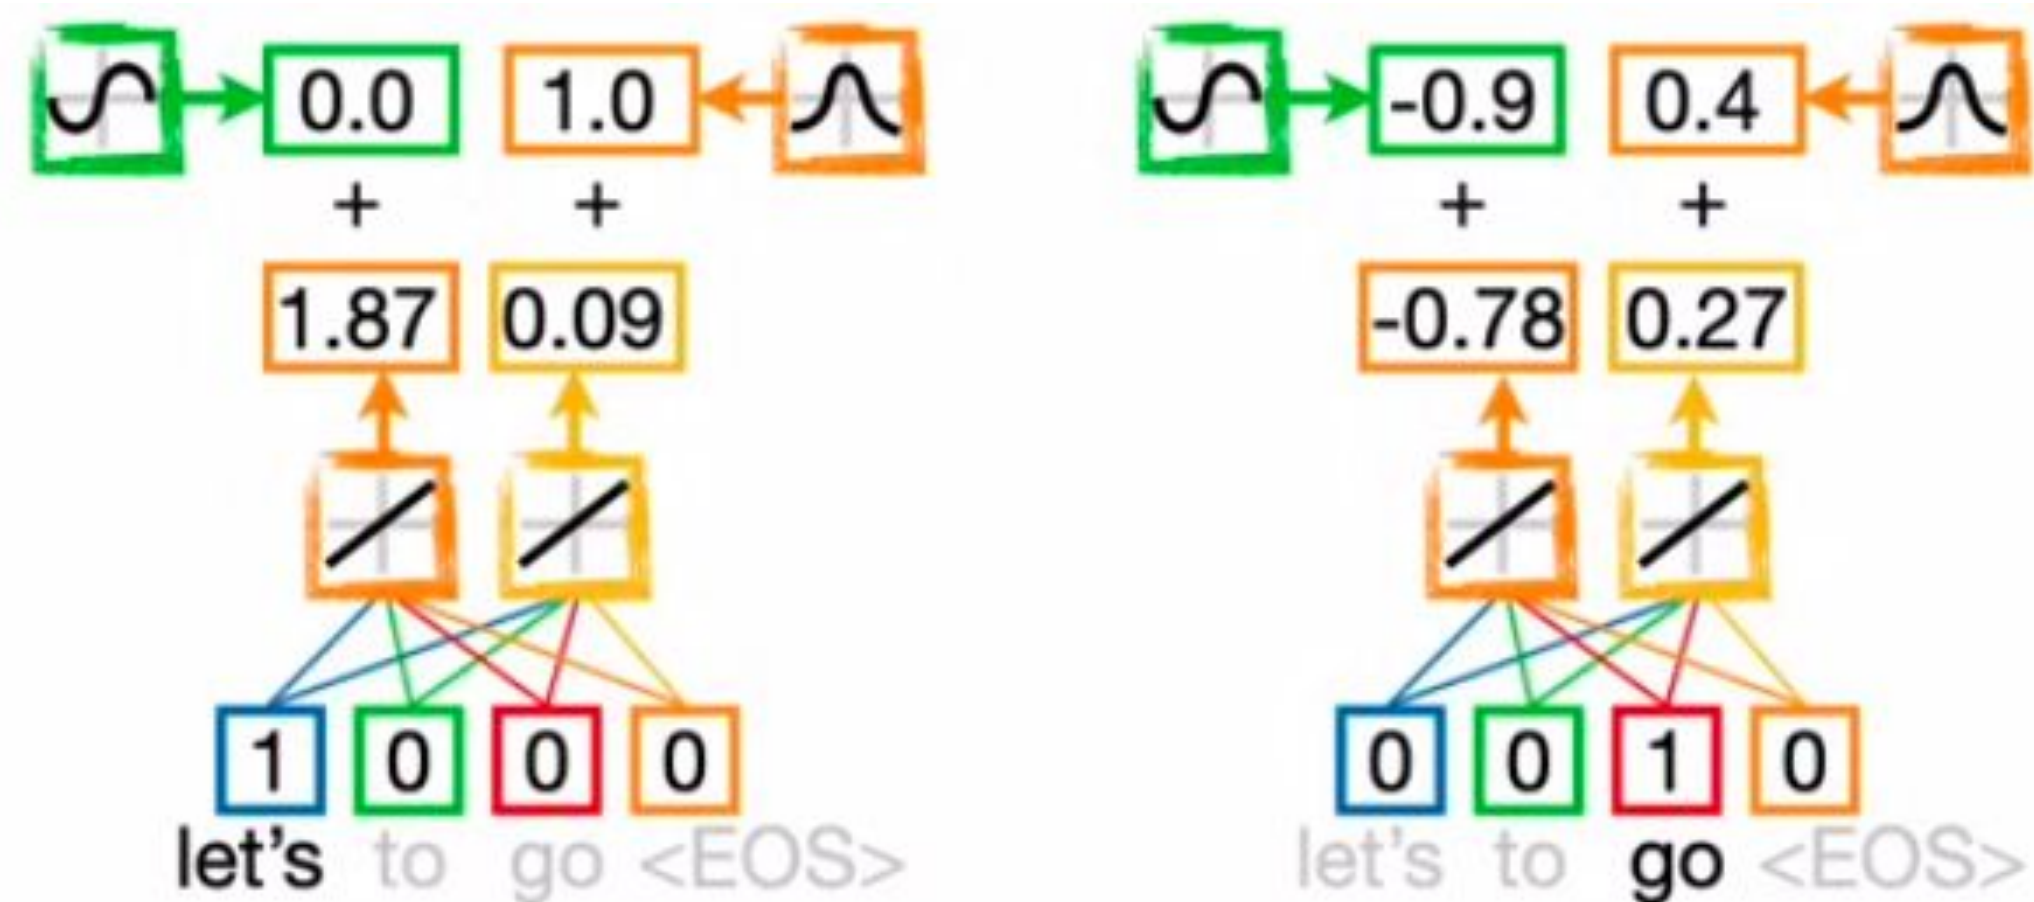 0.0 1.0 -0.9 0.4
+ + + +
1.87 0.09 -0.78 0.27
1 0 0 0 0 0 1 0
let's to go <EOS> let's to go <EOS>